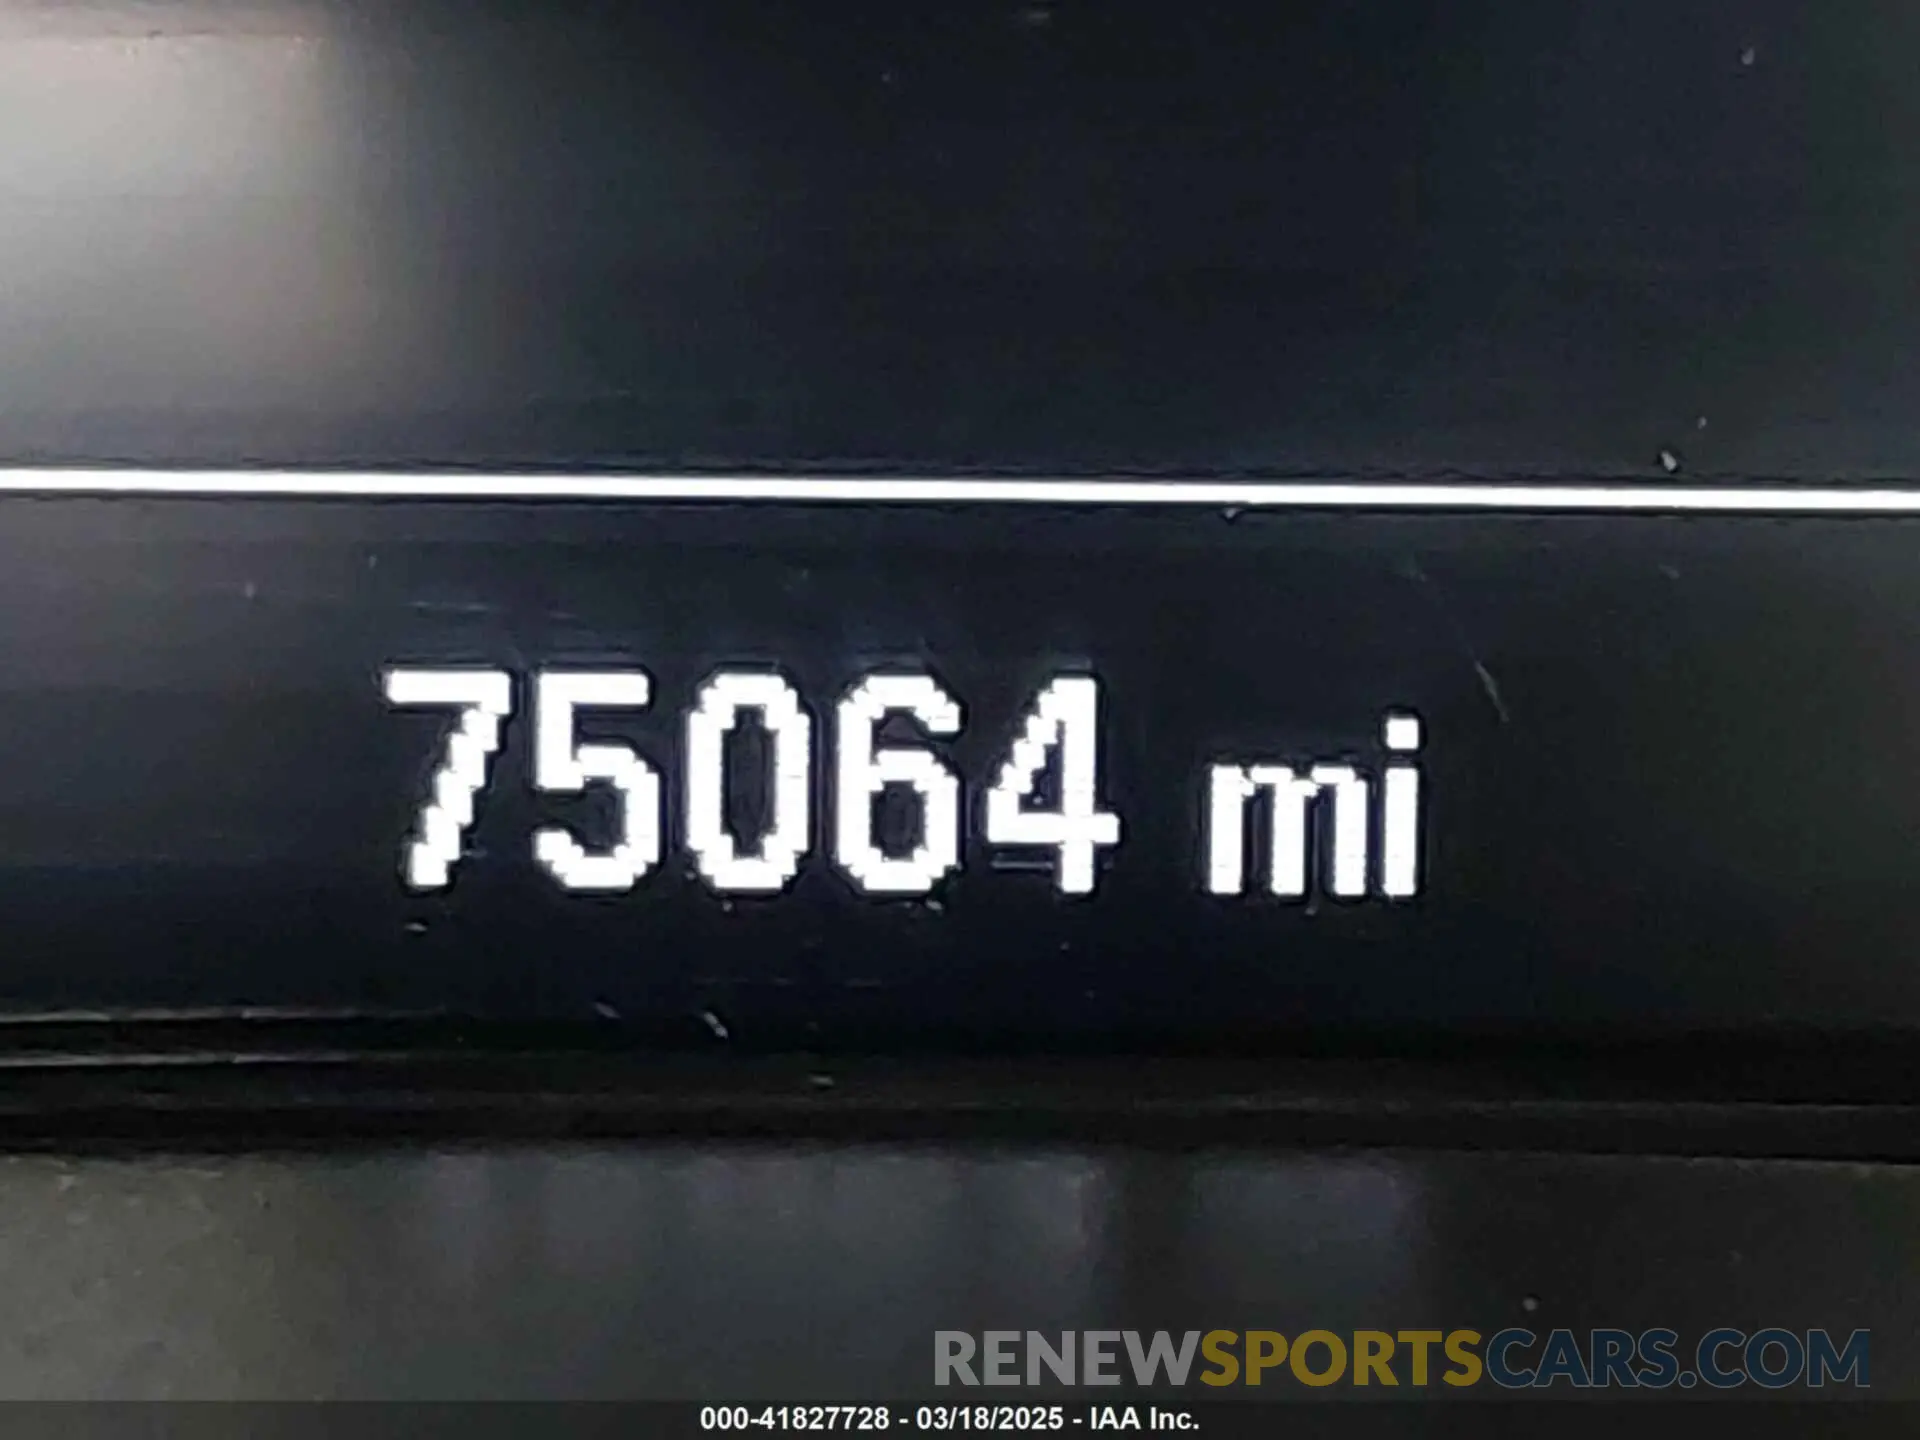 75064 mi
RENEWSPORTSCARS.COM
000-41827728 - 03/18/2025 - IAA Inc.